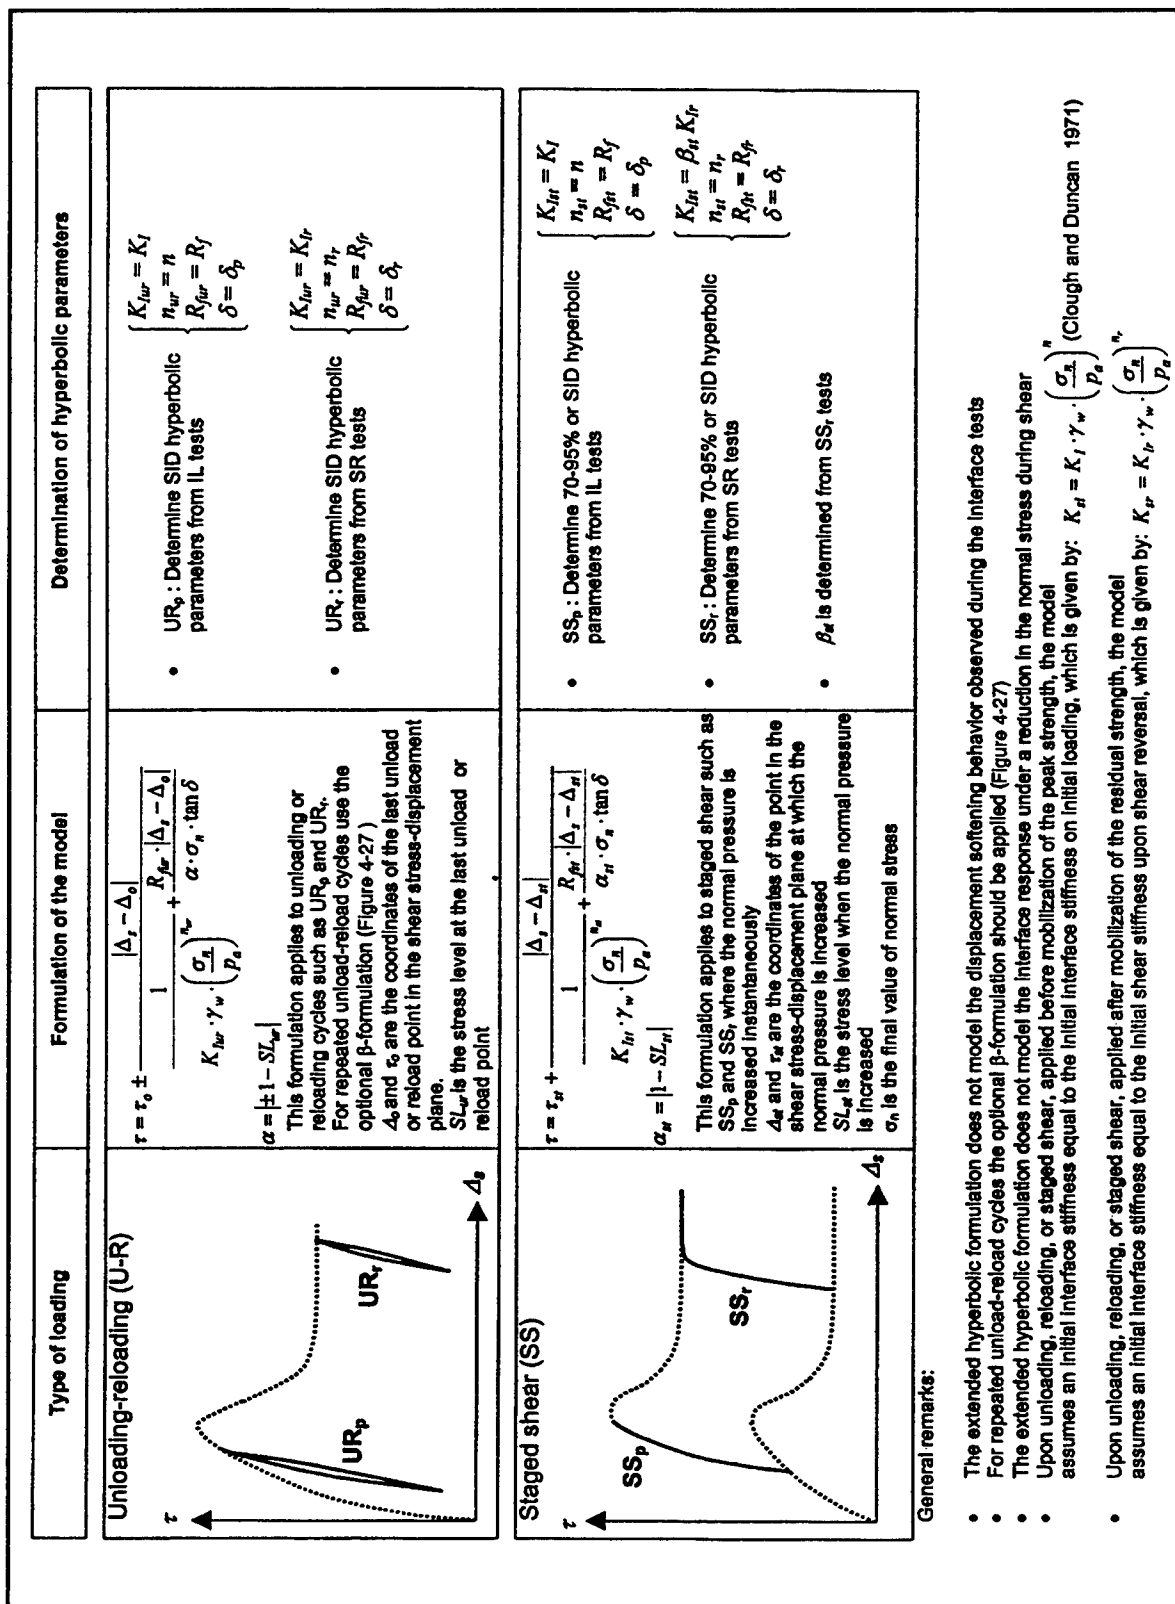 Type of loading
Formulation of the model
Determination of hyperbolic parameters
Unloading-reloading (U-R)
τ
UR_p
UR_r
Δ_s
τ = τ_o ± |Δ_s − Δ_o| / (1 / (K_Iur · γ_w · (σ_n / p_a)^n_ur) + R_fur · |Δ_s − Δ_o| / (α · σ_n · tan δ))
α = |±1 − SL_ur|
This formulation applies to unloading or
reloading cycles such as UR_p and UR_r.
For repeated unload-reload cycles use the
optional β-formulation (Figure 4-27 )
Δ_o and τ_o are the coordinates of the last unload
or reload point in the shear stress-displacement
plane.
SL_ur is the stress level at the last unload or
reload point
• UR_p : Determine SID hyperbolic
parameters from IL tests
K_Iur = K_I
n_ur = n
R_fur = R_f
δ = δ_p
• UR_r : Determine SID hyperbolic
parameters from SR tests
K_Iur = K_Ir
n_ur = n_r
R_fur = R_fr
δ = δ_r
Staged shear (SS)
τ
SS_p
SS_r
Δ_s
τ = τ_st + |Δ_s − Δ_st| / (1 / (K_Ist · γ_w · (σ_n / p_a)^n_st) + R_fst · |Δ_s − Δ_st| / (α_st · σ_n · tan δ))
α_st = |1 − SL_st|
This formulation applies to staged shear such as
SS_p and SS_r where the normal pressure is
increased instantaneously
Δ_st and τ_st are the coordinates of the point in the
shear stress-displacement plane at which the
normal pressure is increased
SL_st is the stress level when the normal pressure
is increased
σ_n is the final value of normal stress
• SS_p : Determine 70-95% or SID hyperbolic
parameters from IL tests
K_Ist = K_I
n_st = n
R_fst = R_f
δ = δ_p
• SS_r : Determine 70-95% or SID hyperbolic
parameters from SR tests
K_Ist = β_st K_Ir
n_st = n_r
R_fst = R_fr
δ = δ_r
• β_st is determined from SS_r tests
General remarks:
• The extended hyperbolic formulation does not model the displacement softening behavior observed during the interface tests
• For repeated unload-reload cycles the optional β-formulation should be applied (Figure 4-27)
• The extended hyperbolic formulation does not model the interface response under a reduction in the normal stress during shear
• Upon unloading, reloading, or staged shear, applied before mobilization of the peak strength, the model
assumes an initial interface stiffness equal to the initial interface stiffness on initial loading, which is given by: K_si = K_I · γ_w · (σ_n / p_a)^n (Clough and Duncan 1971)
• Upon unloading, reloading, or staged shear, applied after mobilization of the residual strength, the model
assumes an initial interface stiffness equal to the initial shear stiffness upon shear reversal, which is given by: K_sr = K_Ir · γ_w · (σ_n / p_a)^n_r